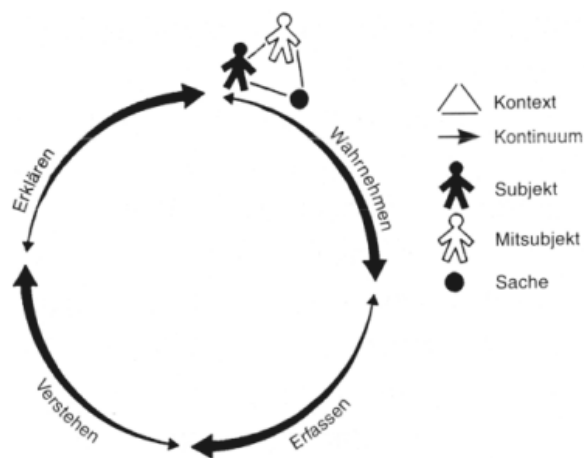 Wahrnehmen
Erfassen
Verstehen
Erklären
Kontext
Kontinuum
Subjekt
Mitsubjekt
Sache